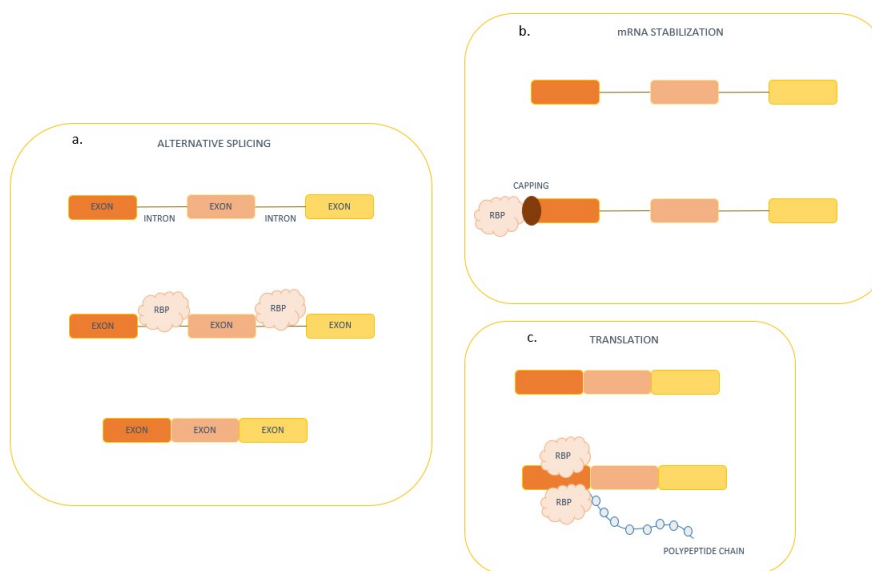 a.
ALTERNATIVE SPLICING
EXON
EXON
EXON
INTRON
INTRON
RBP
RBP
EXON
EXON
EXON
EXON
EXON
EXON
b.
mRNA STABILIZATION
CAPPING
RBP
c.
TRANSLATION
RBP
RBP
POLYPEPTIDE CHAIN